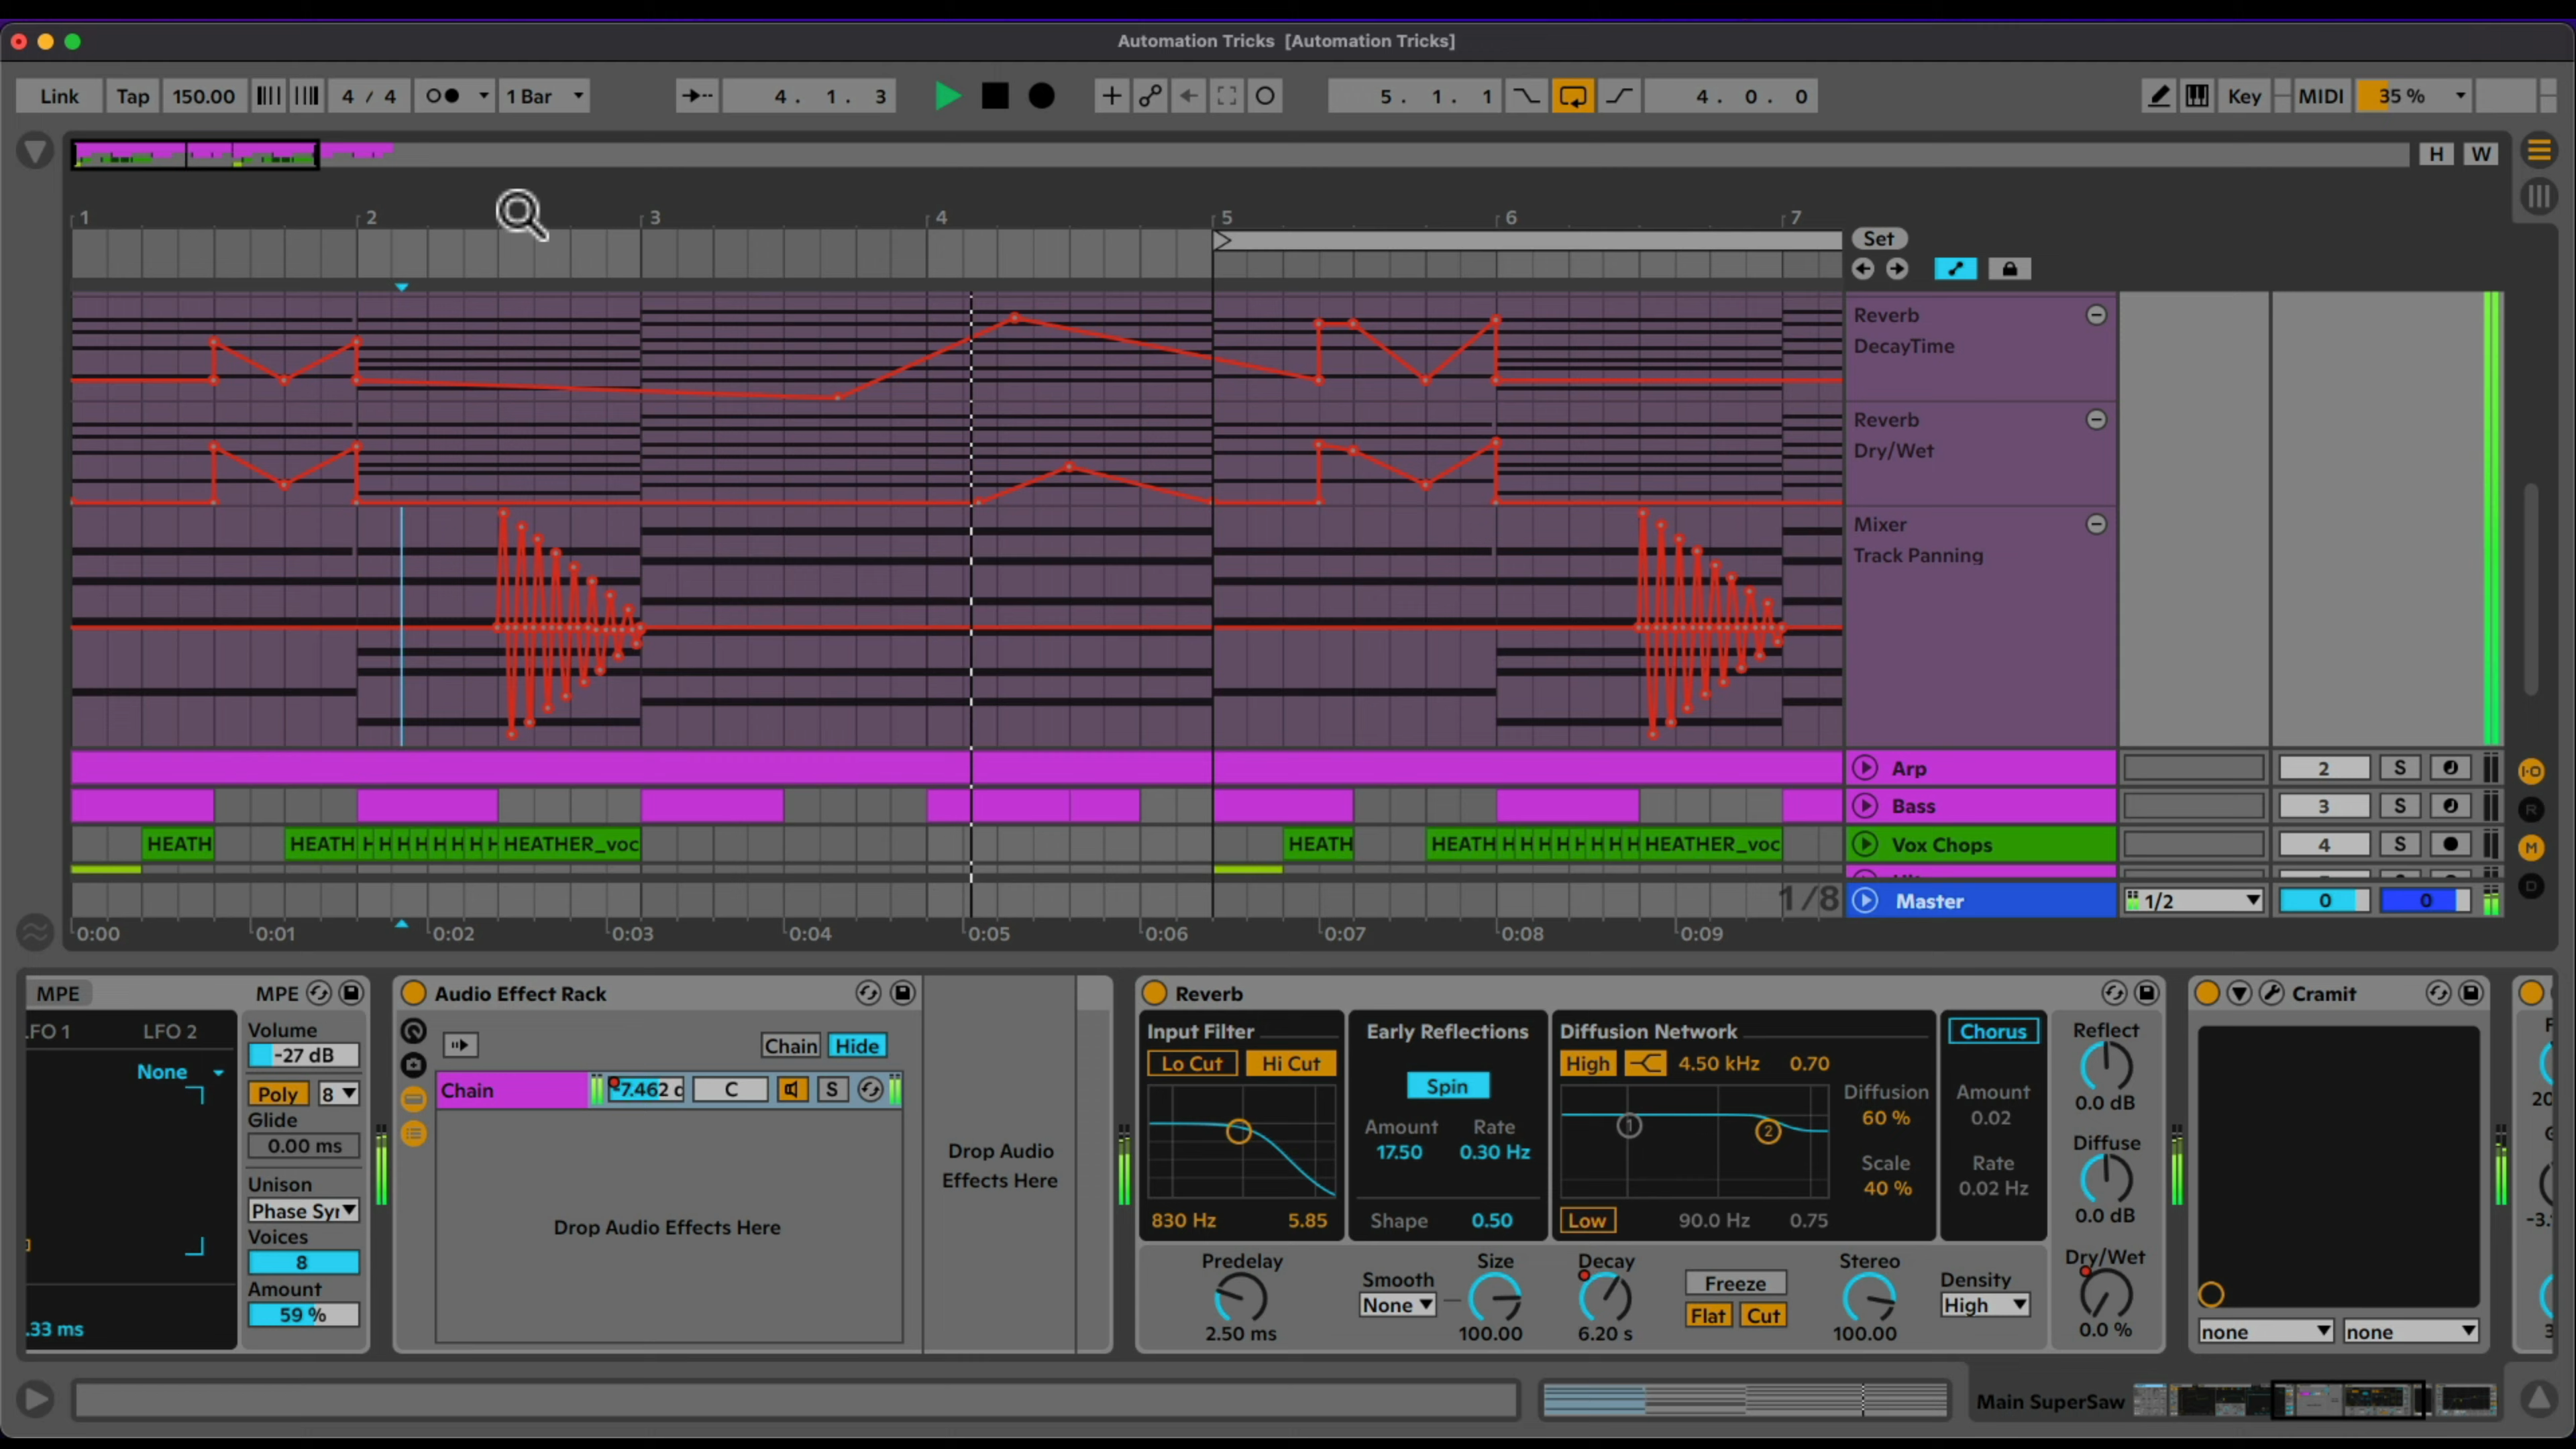 Automation Tricks [Automation Tricks]
Link Tap 150.00 4 / 4 1 Bar 4. 1. 3 5. 1. 1 4. 0. 0 Key MIDI 35 %
H W
1 2 3 4 5 6 7
Set
Reverb
DecayTime
Reverb
Dry/Wet
Mixer
Track Panning
Arp 2 S
Bass 3 S
HEATH HEATH H H H H H H H H HEATHER_voc HEATH HEATH H H H H H H H H HEATHER_voc Vox Chops 4 S
1/8 Master 1/2 0 0
0:00 0:01 0:02 0:03 0:04 0:05 0:06 0:07 0:08 0:09
I·O
R
M
D
MPE MPE
LFO 2
None
.33 ms
Volume
-27 dB
Poly 8
Glide
0.00 ms
Unison
Voices
8
Amount
59 %
Audio Effect Rack
Chain Hide
Chain -7.462 C S
Drop Audio Effects Here
Drop Audio
Effects Here
Reverb
Input Filter
Lo Cut Hi Cut
830 Hz 5.85
Early Reflections
Spin
Amount Rate
17.50 0.30 Hz
Shape 0.50
Diffusion Network
High 4.50 kHz 0.70
1 2
Diffusion
60 %
Scale
40 %
Low 90.0 Hz 0.75
Chorus
Amount
0.02
Rate
0.02 Hz
Reflect
0.0 dB
Diffuse
0.0 dB
Dry/Wet
0.0 %
Predelay
2.50 ms
Smooth
None
Size
100.00
Decay
6.20 s
Freeze
Flat Cut
Stereo
100.00
Density
High
Cramit
none none
Main SuperSaw